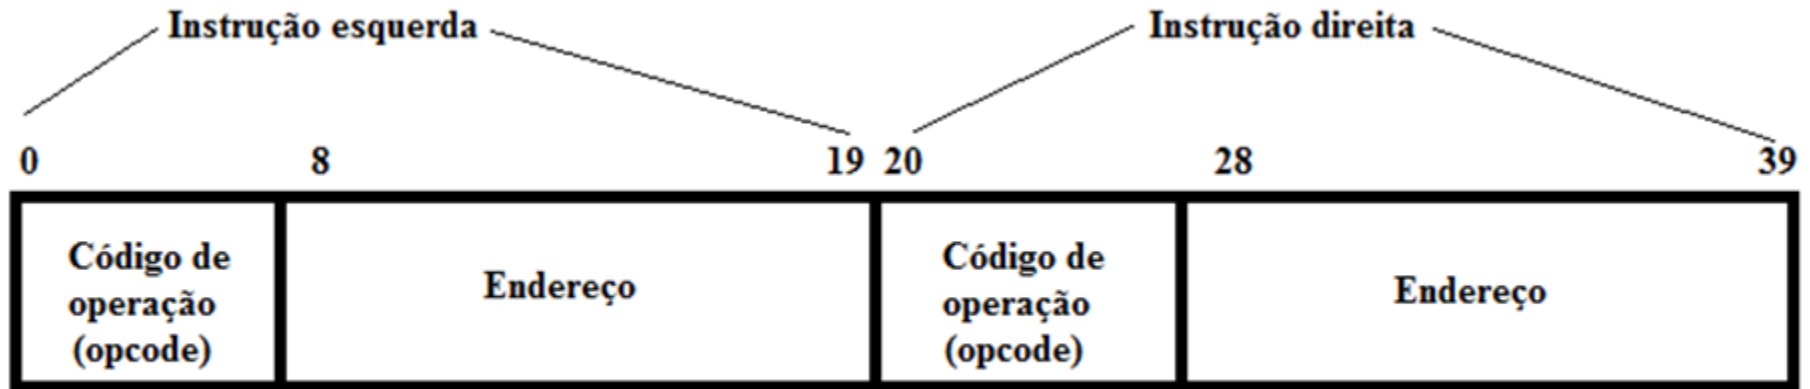 Instrução esquerda
Instrução direita
0 8 19 20 28 39
Código de
operação
(opcode)
Endereço
Código de
operação
(opcode)
Endereço